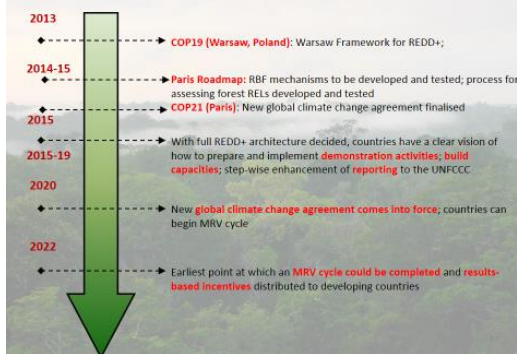 2013
COP19 (Warsaw, Poland): Warsaw Framework for REDD+;
2014-15
Paris Roadmap: RBF mechanisms to be developed and tested; process for
assessing forest RELs developed and tested
COP21 (Paris): New global climate change agreement finalised
2015
With full REDD+ architecture decided, countries have a clear vision of
2015-19
how to prepare and implement demonstration activities; build
capacities; step-wise enhancement of reporting to the UNFCCC
2020
New global climate change agreement comes into force; countries can
begin MRV cycle
2022
Earliest point at which an MRV cycle could be completed and results-
based incentives distributed to developing countries